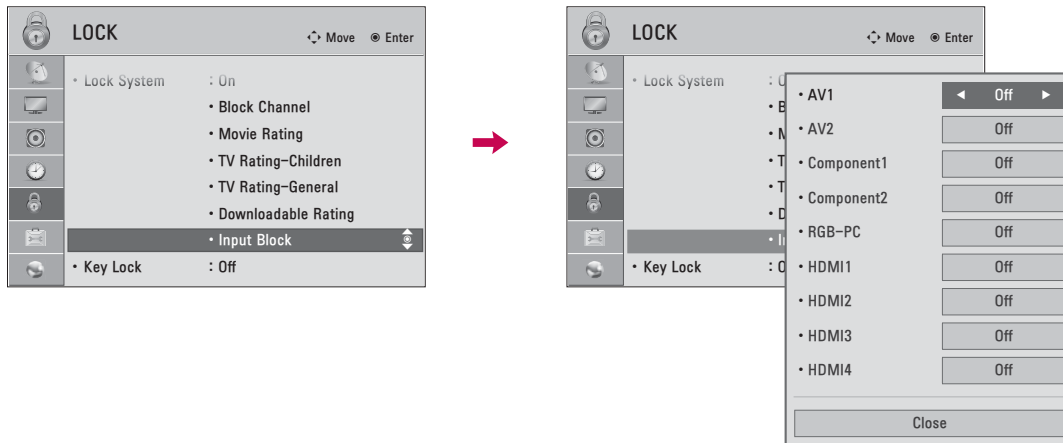 LOCK
Move
Enter
• Lock System : On
• Block Channel
• Movie Rating
• TV Rating-Children
• TV Rating-General
• Downloadable Rating
• Input Block
• Key Lock : Off
LOCK
Move
Enter
• Lock System :
• AV1 ◄ Off ►
• AV2 Off
• Component1 Off
• Component2 Off
• RGB-PC Off
• HDMI1 Off
• HDMI2 Off
• HDMI3 Off
• HDMI4 Off
• Key Lock :
Close